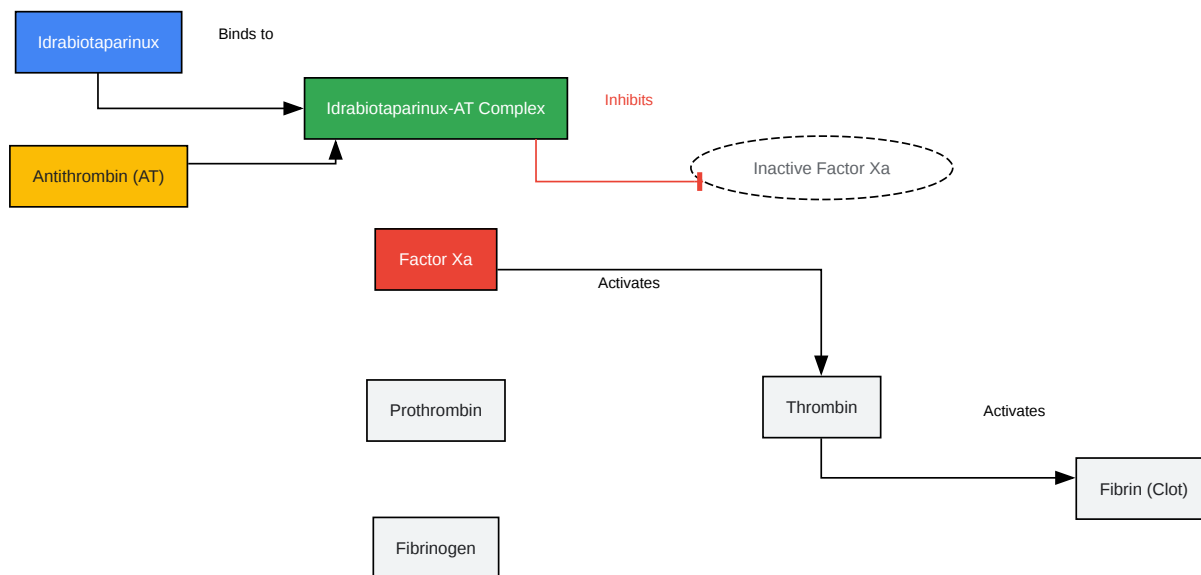 Idrabiotaparinux
Binds to
Idrabiotaparinux-AT Complex
Inhibits
Antithrombin (AT)
Inactive Factor Xa
Factor Xa
Activates
Prothrombin
Thrombin
Activates
Fibrin (Clot)
Fibrinogen